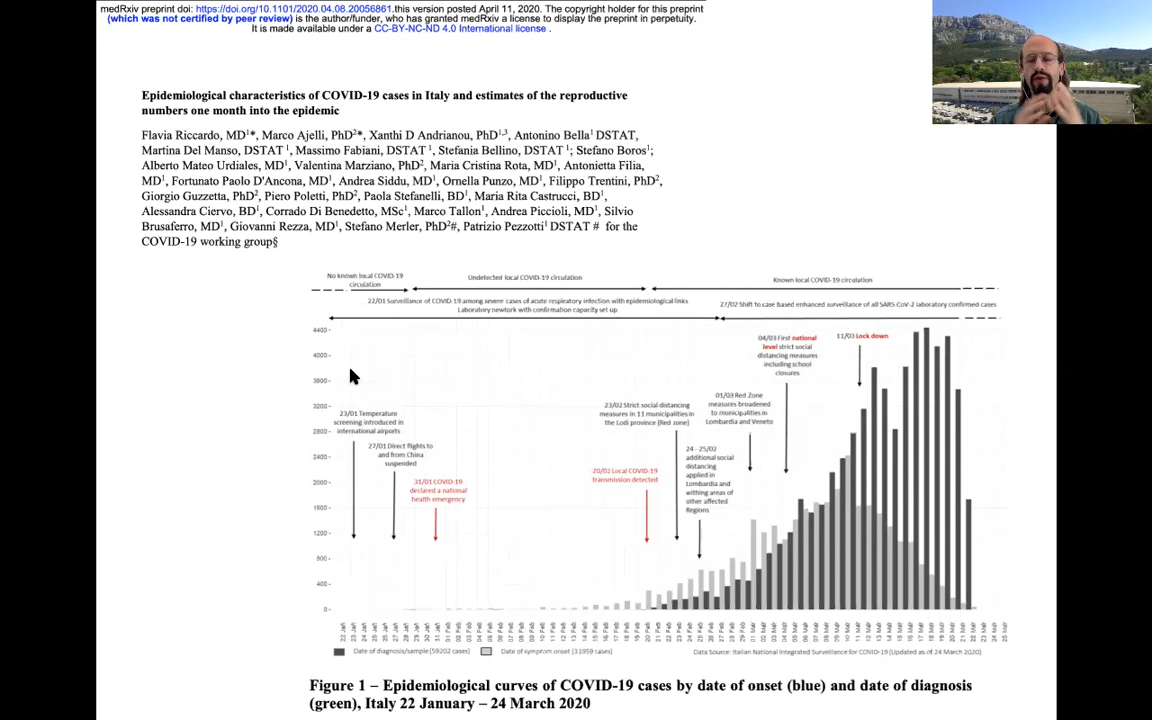 medRxiv preprint doi: https://doi.org/10.1101/2020.04.08.20056861.this version posted April 11, 2020. The copyright holder for this preprint
(which was not certified by peer review) is the author/funder, who has granted medRxiv a license to display the preprint in perpetuity.
It is made available under a CC-BY-NC-ND 4.0 International license .
Epidemiological characteristics of COVID-19 cases in Italy and estimates of the reproductive
numbers one month into the epidemic
Flavia Riccardo, MD1*, Marco Ajelli, PhD2*, Xanthi D Andrianou, PhD1,3, Antonino Bella1 DSTAT,
Martina Del Manso, DSTAT 1, Massimo Fabiani, DSTAT 1, Stefania Bellino, DSTAT 1; Stefano Boros1;
Alberto Mateo Urdiales, MD1, Valentina Marziano, PhD2, Maria Cristina Rota, MD1, Antonietta Filia,
MD1, Fortunato Paolo D'Ancona, MD1, Andrea Siddu, MD1, Ornella Punzo, MD1, Filippo Trentini, PhD2,
Giorgio Guzzetta, PhD2, Piero Poletti, PhD2, Paola Stefanelli, BD1, Maria Rita Castrucci, BD1,
Alessandra Ciervo, BD1, Corrado Di Benedetto, MSc1, Marco Tallon1, Andrea Piccioli, MD1, Silvio
Brusaferro, MD1, Giovanni Rezza, MD1, Stefano Merler, PhD2#, Patrizio Pezzotti1 DSTAT # for the
COVID-19 working group§
No known local COVID-19
circulation
Undetected local COVID-19 circulation
Known local COVID-19 circulation
22/01 Surveillance of COVID among severe cases of acute respiratory infection with epidemiological links
Laboratory newtork with confirmation capacity set up
27/02 Shift to case based enhanced surveillance of all SARS CoV-2 laboratory confirmed cases
4400
4000
3600
3200
2800
2400
2000
1600
1200
800
400
0
23/01 Temperature
screening introduced in
international airports
27/01 Direct flights to
and from China
suspended
31/01 COVID-19
declared a national
health emergency
20/02 Local COVID-19
transmission detected
23/02 Strict social distancing
measures in 11 municipalities in
the Lodi province (Red zone)
24 - 25/02
additional social
distancing
applied in
Lombardia and
withing areas of
other affected
Regions
01/03 Red Zone
measures broadened
to municipalities in
Lombardia and Veneto
04/03 First national
level strict social
distancing measures
including school
closures
11/03 Lock down
Date of diagnosis/sample (59202 cases)
Date of symptom onset (31959 cases)
Data Source: Italian National Integrated Surveillance for COVID-19 (Updated as of 24 March 2020)
Figure 1 – Epidemiological curves of COVID-19 cases by date of onset (blue) and date of diagnosis
(green), Italy 22 January – 24 March 2020